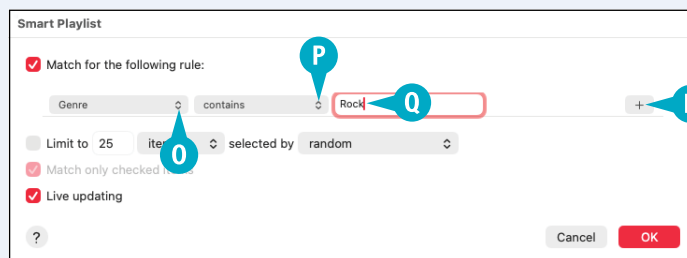 Smart Playlist
P
Match for the following rule:
Genre contains Rock Q +
Limit to 25 selected by random
O
Match only checked
Live updating
? Cancel OK